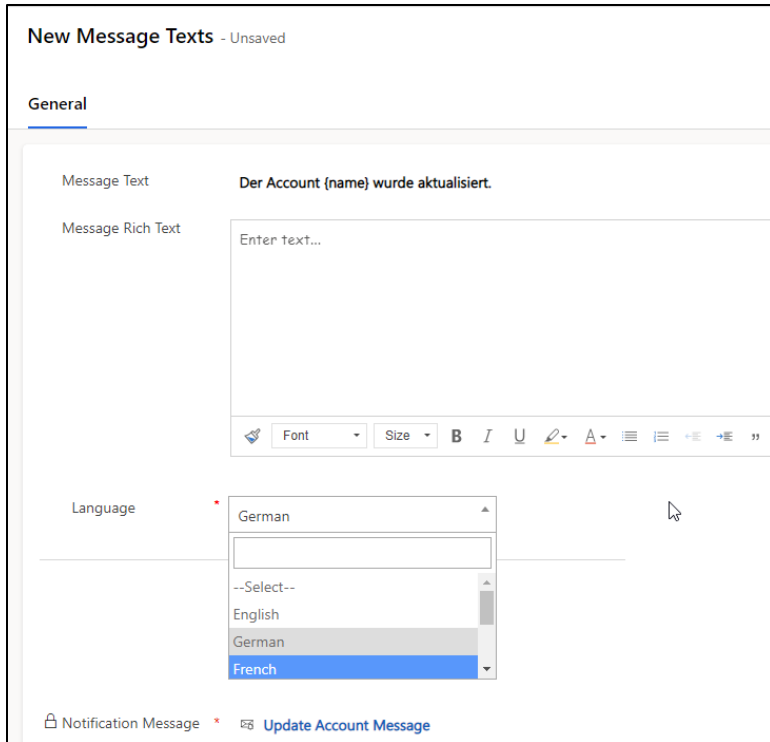 New Message Texts - Unsaved
General
Message Text Der Account {name} wurde aktualisiert.
Message Rich Text
Enter text...
Font Size B I U A "
Language * German
--Select--
English
German
French
Notification Message * Update Account Message